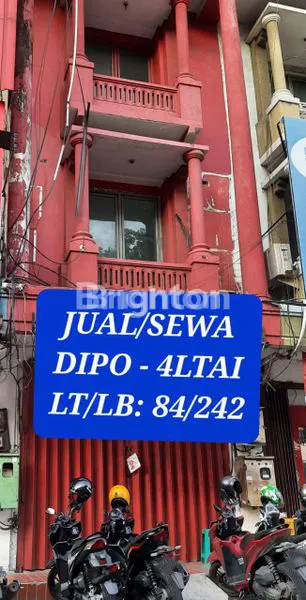 Brighton
JUAL/SEWA
DIPO - 4LTAI
LT/LB: 84/242